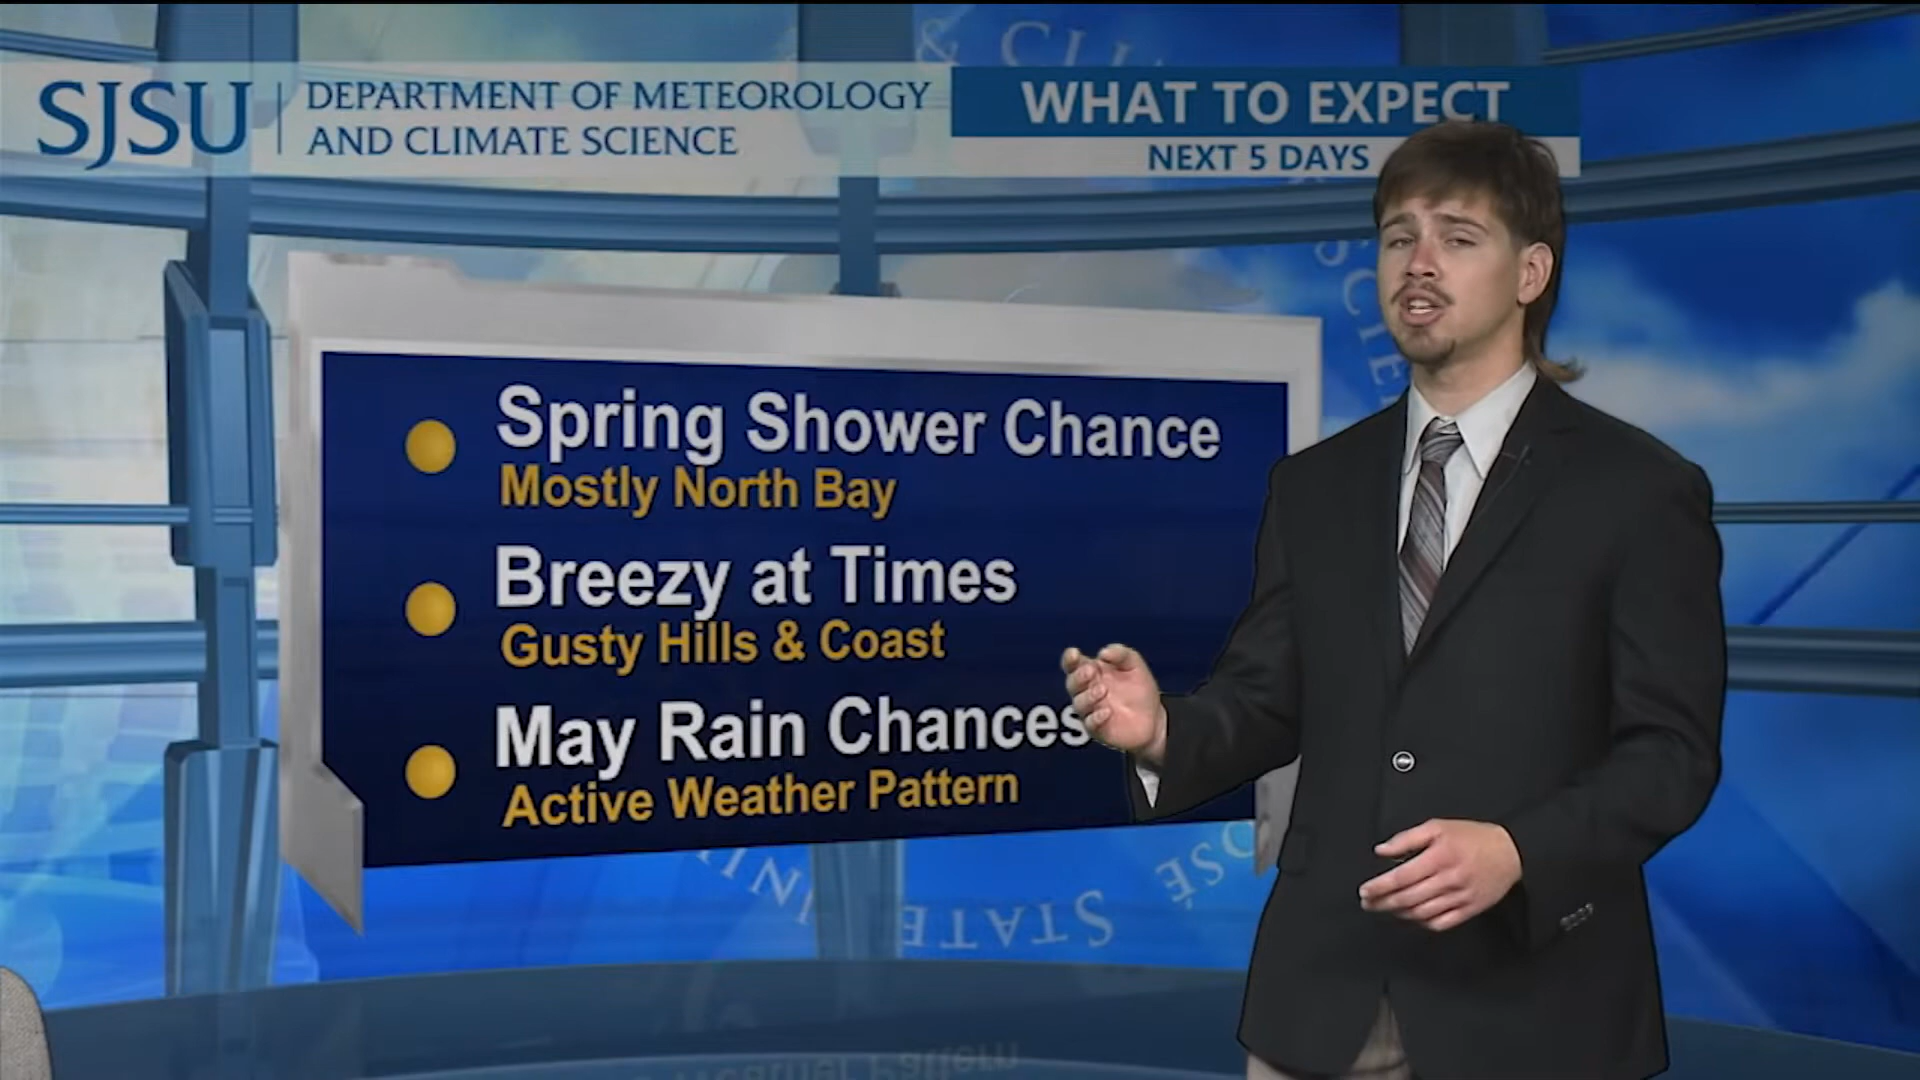 SJSU
DEPARTMENT OF METEOROLOGY
AND CLIMATE SCIENCE
WHAT TO EXPECT
NEXT 5 DAYS
Spring Shower Chance
Mostly North Bay
Breezy at Times
Gusty Hills & Coast
May Rain Chances
Active Weather Pattern
STATE
JOSÉ